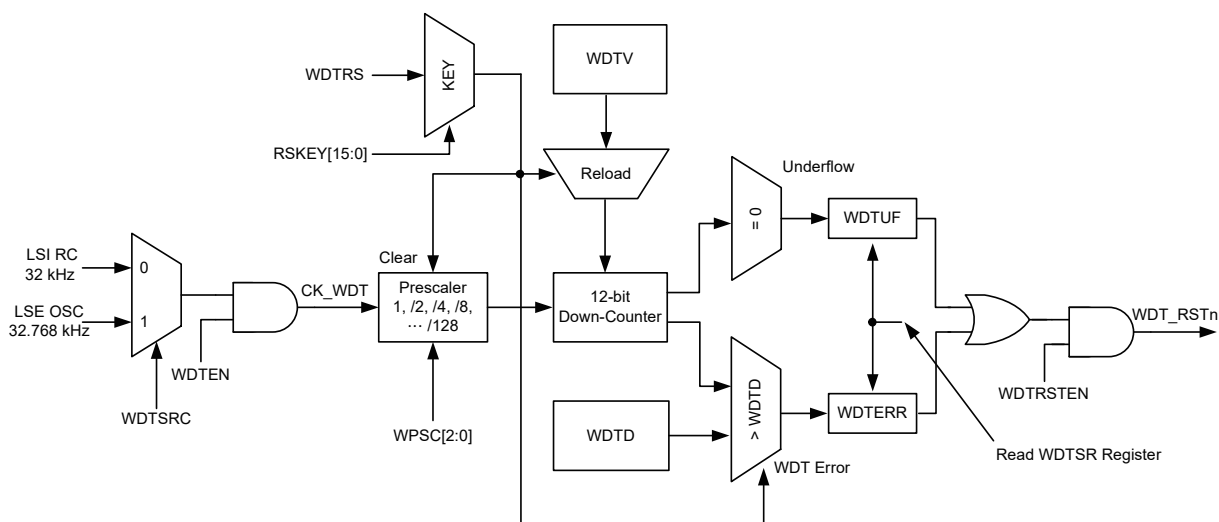 WDTV
WDTRS
KEY
RSKEY[15:0]
Reload
Underflow
= 0
WDTUF
LSI RC
32 kHz
0
Clear
LSE OSC
32.768 kHz
1
CK_WDT
Prescaler
1, /2, /4, /8,
··· /128
12-bit
Down-Counter
WDT_RSTn
WDTEN
WDTSRC
WDTRSTEN
> WDTD
WDTERR
WPSC[2:0]
WDTD
WDT Error
Read WDTSR Register